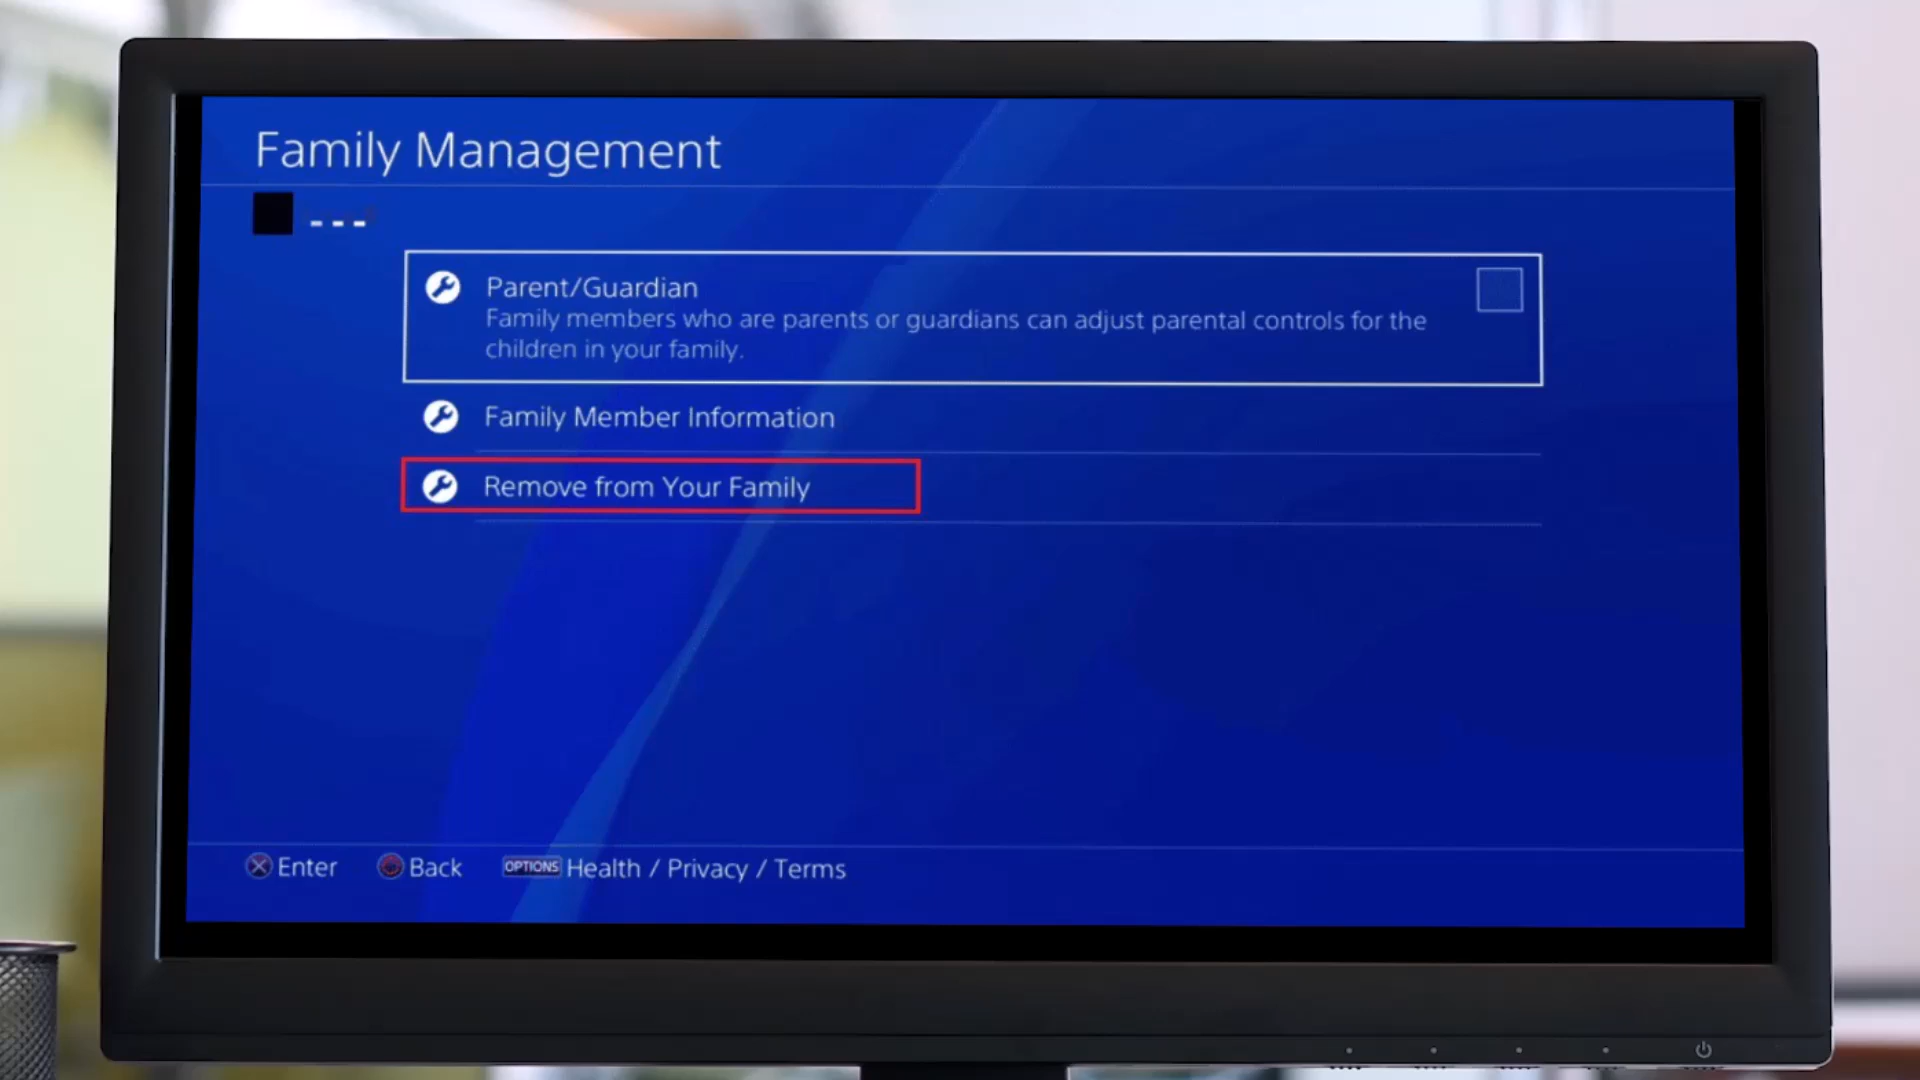 Family Management
- - -
Parent/Guardian
Family members who are parents or guardians can adjust parental controls for the
children in your family.
Family Member Information
Remove from Your Family
Enter Back OPTIONS Health / Privacy / Terms